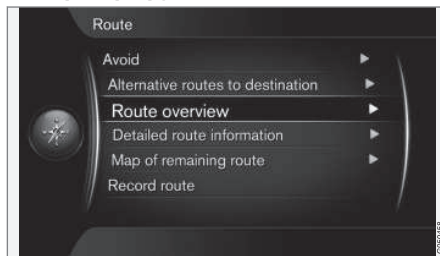 Route
Avoid
Alternative routes to destination
Route overview
Detailed route information
Map of remaining route
Record route